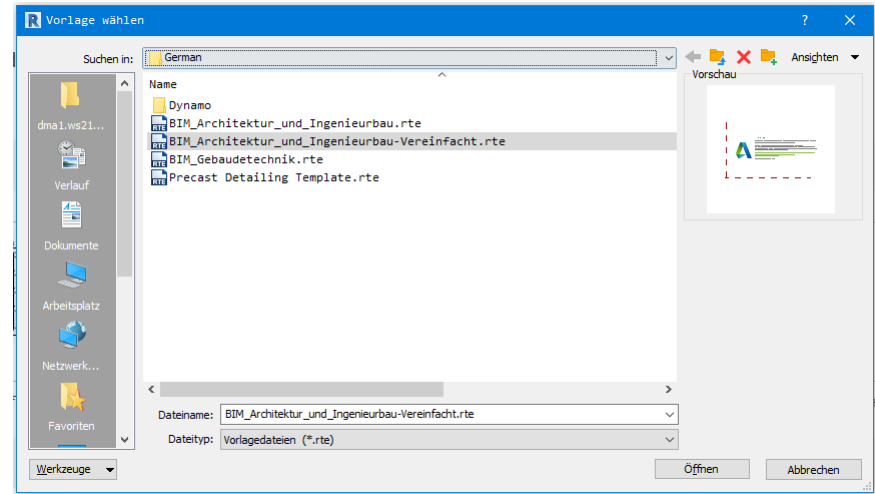 Vorlage wählen
Suchen in:
German
Ansichten
Name
Vorschau
Dynamo
BIM_Architektur_und_Ingenieurbau.rte
BIM_Architektur_und_Ingenieurbau-Vereinfacht.rte
BIM_Gebaudetechnik.rte
Precast Detailing Template.rte
dma1.ws21...
Verlauf
Dokumente
Arbeitsplatz
Netzwerk...
Favoriten
Dateiname:
BIM_Architektur_und_Ingenieurbau-Vereinfacht.rte
Dateityp:
Vorlagedateien (*.rte)
Werkzeuge
Öffnen
Abbrechen